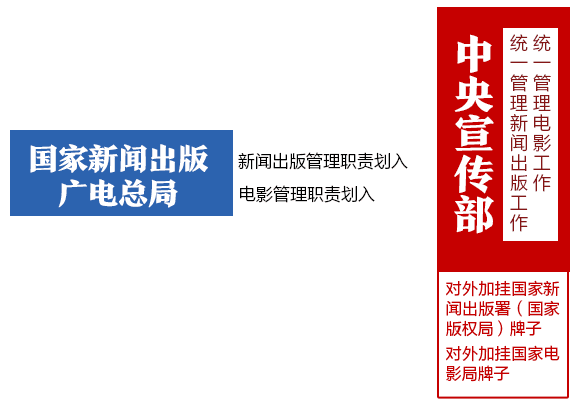 国家新闻出版
广电总局
新闻出版管理职责划入
电影管理职责划入
中央宣传部
统一管理电影工作
统一管理新闻出版工作
对外加挂国家新
闻出版署（国家
版权局）牌子
对外加挂国家电
影局牌子